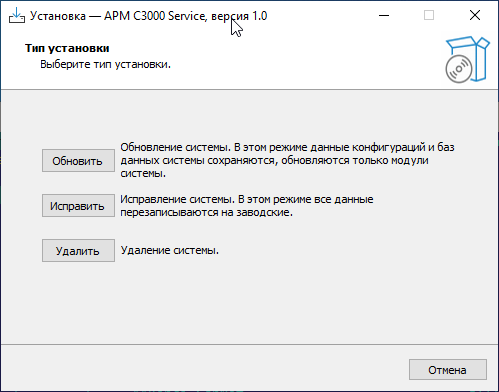 Установка — АРМ С3000 Service, версия 1.0
Тип установки
Выберите тип установки.
Обновить
Обновление системы. В этом режиме данные конфигураций и баз
данных системы сохраняются, обновляются только модули
системы.
Исправить
Исправление системы. В этом режиме все данные
перезаписываются на заводские.
Удалить
Удаление системы.
Отмена